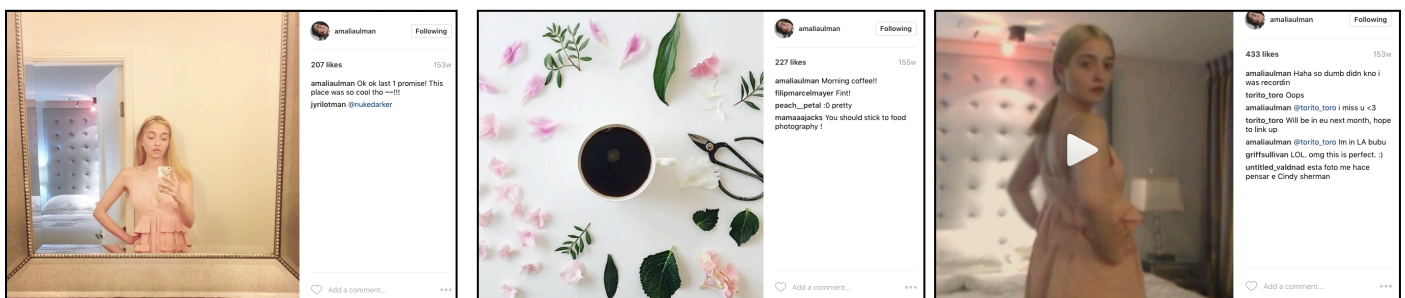 amaliaulman Following
207 likes 153w
amaliaulman Ok ok last 1 promise! This
place was so cool tho ~~!!!
jyrilotman @nukedarker
Add a comment...
amaliaulman Following
227 likes 155w
amaliaulman Morning coffee!!
filipmarcelmayer Fint!
peach__petal :0 pretty
mamaaajacks You should stick to food
photography !
Add a comment...
amaliaulman Following
433 likes 153w
amaliaulman Haha so dumb didn kno i
was recordin
torito_toro Oops
amaliaulman @torito_toro i miss u <3
torito_toro Will be in eu next month, hope
to link up
amaliaulman @torito_toro Im in LA bubu
griffsullivan LOL. omg this is perfect. :)
untitled_valdnad esta foto me hace
pensar e Cindy sherman
Add a comment...